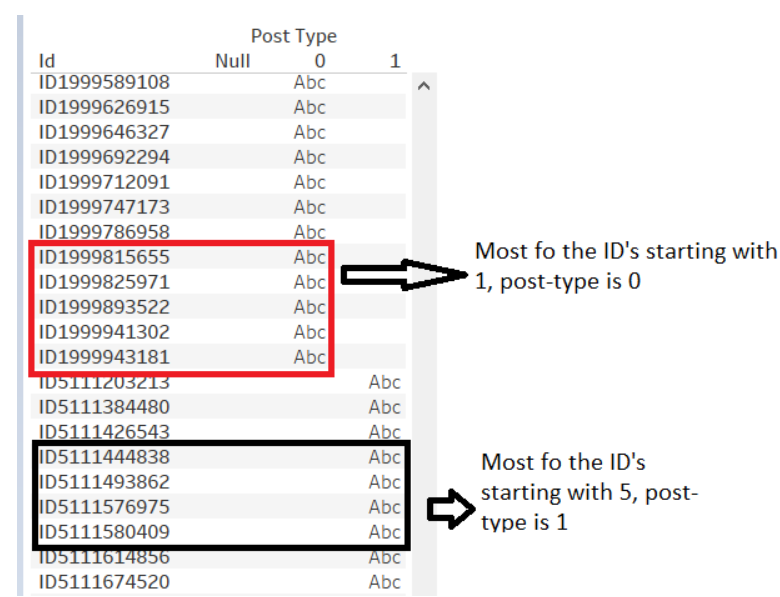 Post Type
Id Null 0 1
ID1999589108 Abc
ID1999626915 Abc
ID1999646327 Abc
ID1999692294 Abc
ID1999712091 Abc
ID1999747173 Abc
ID1999786958 Abc
ID1999815655 Abc
ID1999825971 Abc
ID1999893522 Abc
ID1999941302 Abc
ID1999943181 Abc
Most fo the ID's starting with
1, post-type is 0
ID5111203213 Abc
ID5111384480 Abc
ID5111426543 Abc
ID5111444838 Abc
ID5111493862 Abc
ID5111576975 Abc
ID5111580409 Abc
ID5111614856 Abc
ID5111674520 Abc
Most fo the ID's
starting with 5, post-
type is 1